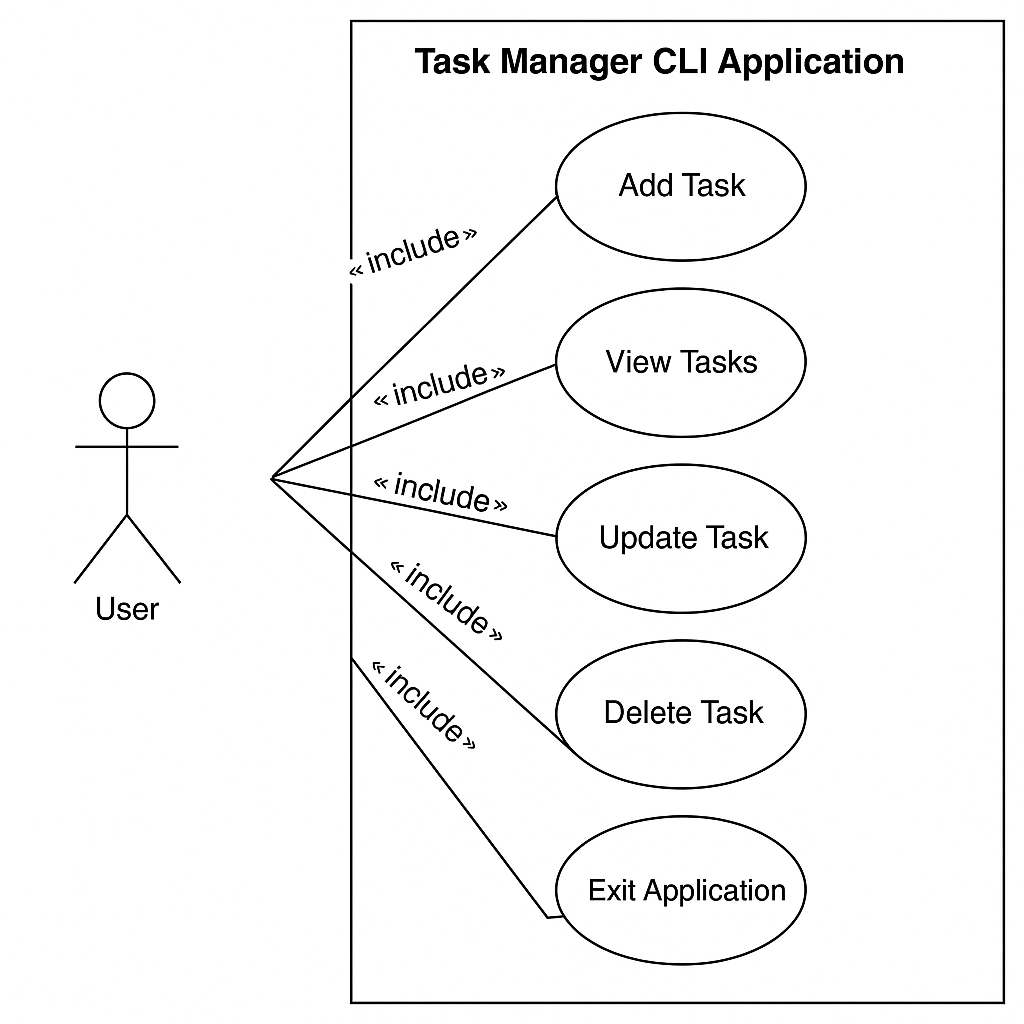 Task Manager CLI Application
Add Task
« include »
View Tasks
« include »
« include »
Update Task
« include »
User
« include »
Delete Task
Exit Application